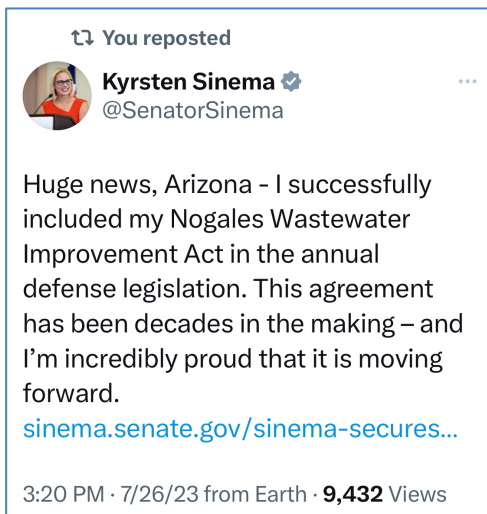 You reposted
Kyrsten Sinema
@SenatorSinema
Huge news, Arizona - I successfully
included my Nogales Wastewater
Improvement Act in the annual
defense legislation. This agreement
has been decades in the making – and
I’m incredibly proud that it is moving
forward.
sinema.senate.gov/sinema-secures...
3:20 PM · 7/26/23 from Earth · 9,432 Views